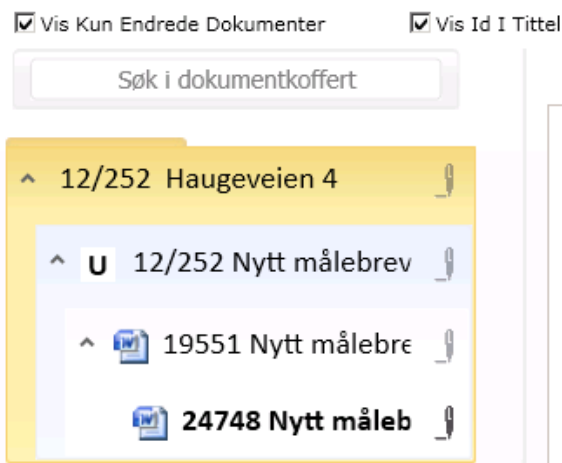 Vis Kun Endrede Dokumenter Vis Id I Tittel
Søk i dokumentkoffert
12/252 Haugeveien 4
U 12/252 Nytt målebrev
19551 Nytt målebre
24748 Nytt måleb